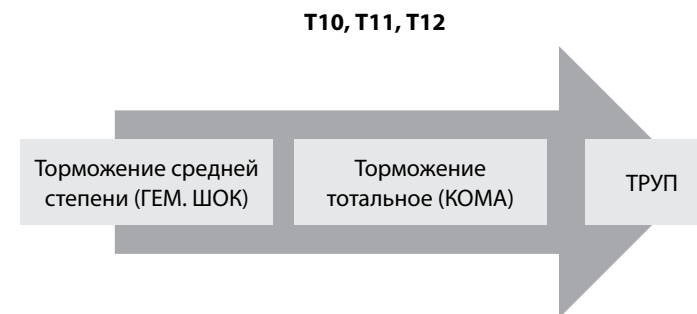 T10, T11, T12
Торможение средней
степени (ГЕМ. ШОК)
Торможение
тотальное (КОМА)
ТРУП